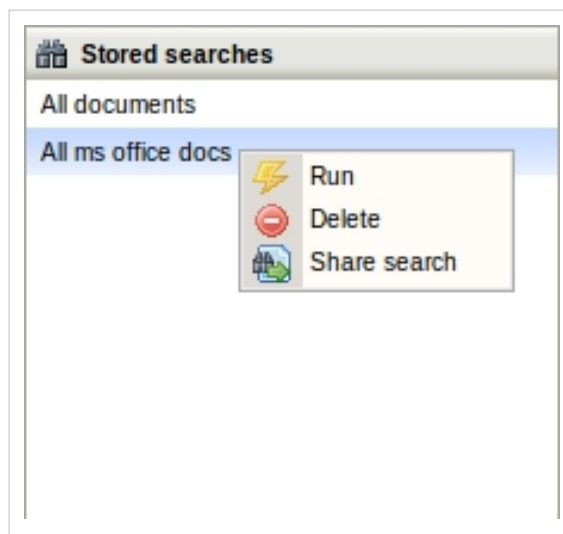 Stored searches
All documents
All ms office docs
Run
Delete
Share search